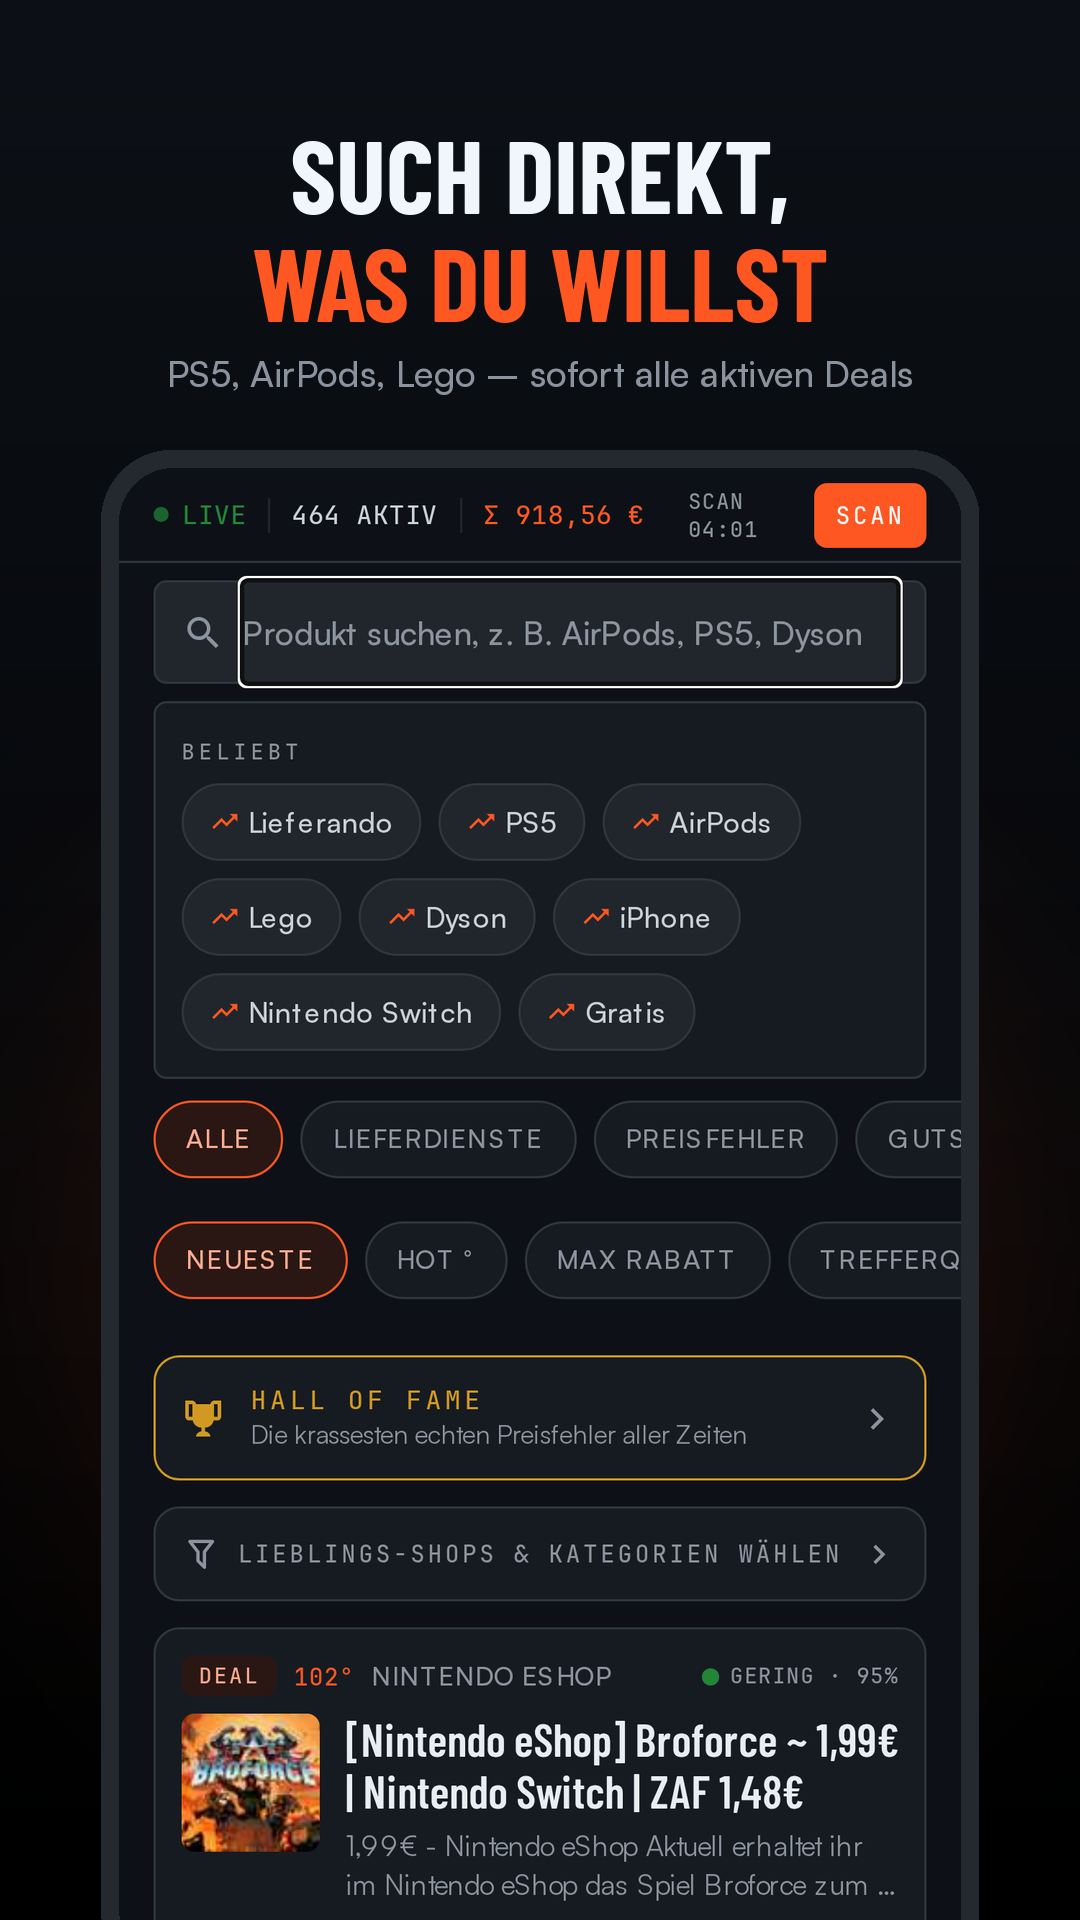 SUCH DIREKT,
WAS DU WILLST
PS5, AirPods, Lego — sofort alle aktiven Deals
LIVE
464 AKTIV
Σ 918,56 €
SCAN
04:01
SCAN
Produkt suchen, z. B. AirPods, PS5, Dyson
BELIEBT
Lieferando
PS5
AirPods
Lego
Dyson
iPhone
Nintendo Switch
Gratis
ALLE
LIEFERDIENSTE
PREISFEHLER
GUTS
NEUESTE
HOT °
MAX RABATT
TREFFERQ
HALL OF FAME
Die krassesten echten Preisfehler aller Zeiten
LIEBLINGS-SHOPS & KATEGORIEN WÄHLEN
DEAL
102°
NINTENDO ESHOP
GERING · 95%
BROFORCE
[Nintendo eShop] Broforce ~ 1,99€
| Nintendo Switch | ZAF 1,48€
1,99€ - Nintendo eShop Aktuell erhaltet ihr
im Nintendo eShop das Spiel Broforce zum ...